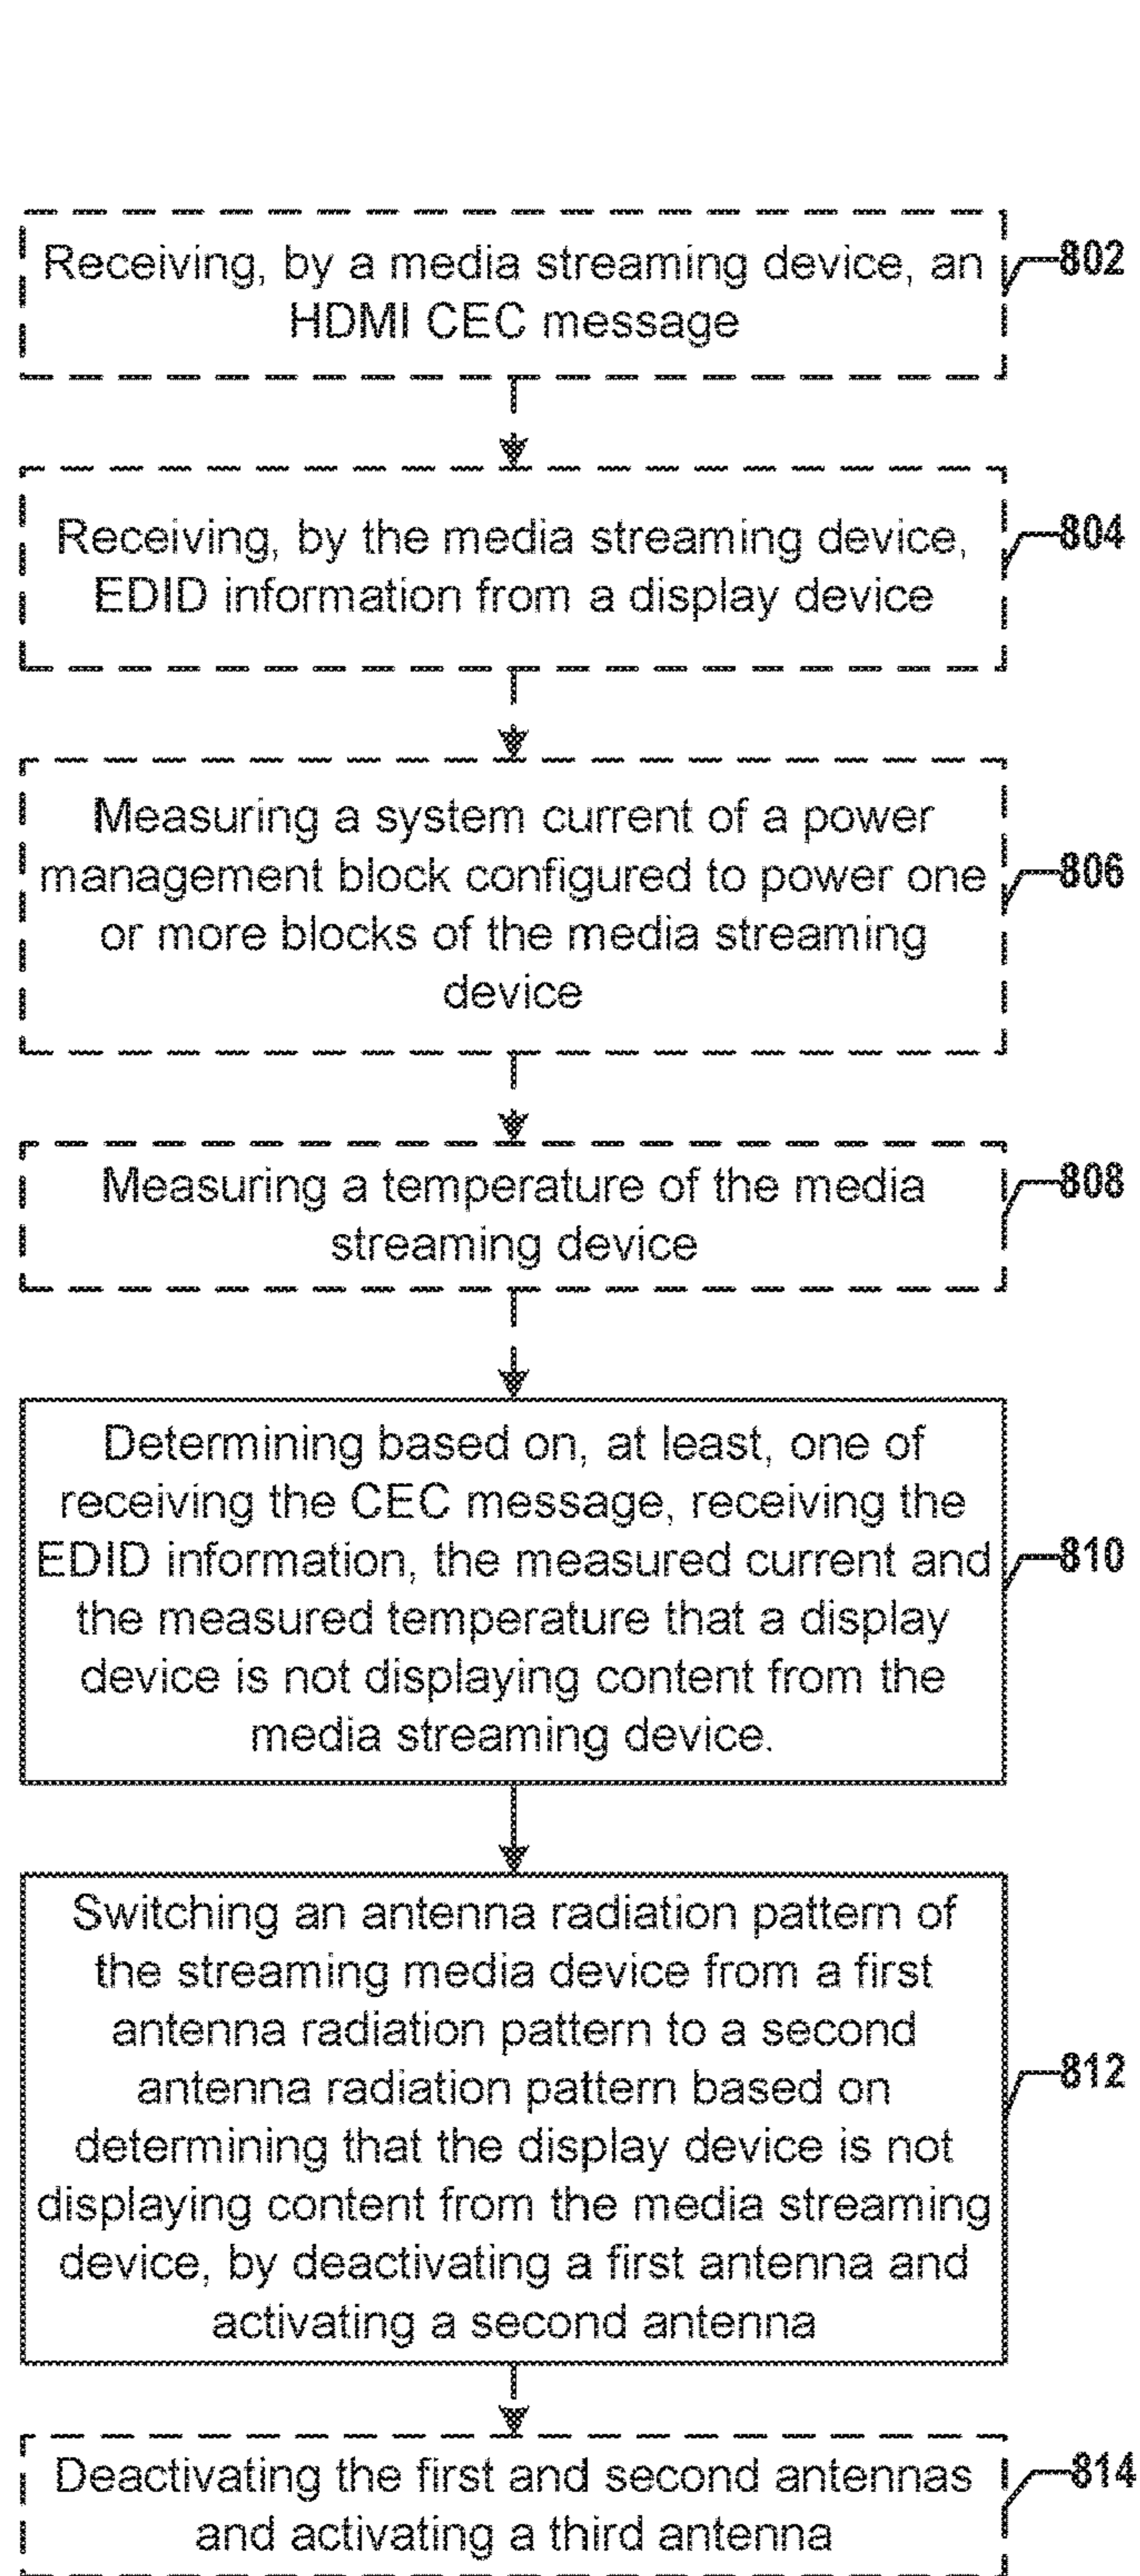 Receiving, by a media streaming device, an
HDMI CEC message
802
Receiving, by the media streaming device,
EDID information from a display device
804
Measuring a system current of a power
management block configured to power one
or more blocks of the media streaming
device
806
Measuring a temperature of the media
streaming device
808
Determining based on, at least, one of
receiving the CEC message, receiving the
EDID information, the measured current and
the measured temperature that a display
device is not displaying content from the
media streaming device.
810
Switching an antenna radiation pattern of
the streaming media device from a first
antenna radiation pattern to a second
antenna radiation pattern based on
determining that the display device is not
displaying content from the media streaming
device, by deactivating a first antenna and
activating a second antenna
812
Deactivating the first and second antennas
and activating a third antenna
814